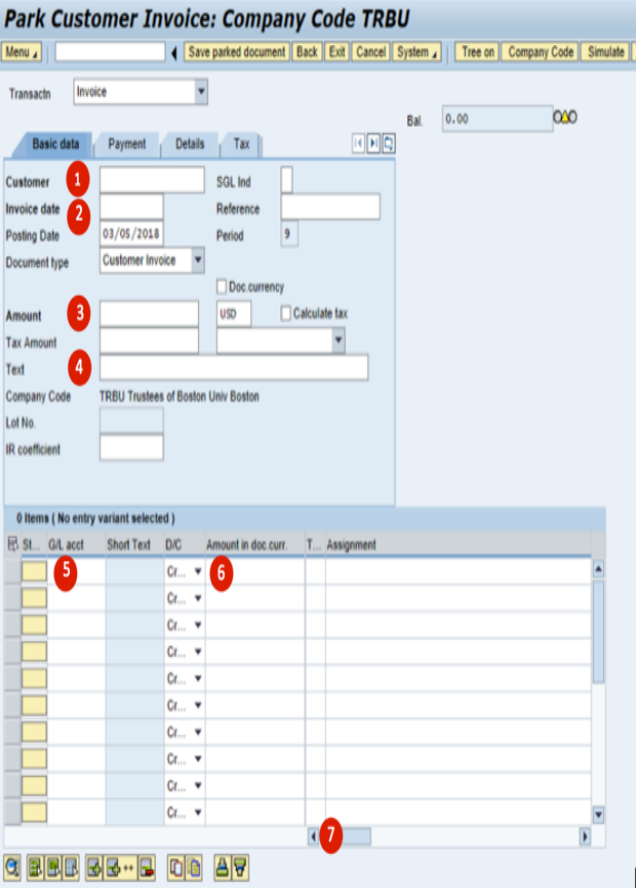 Park Customer Invoice: Company Code TRBU
Menu Save parked document Back Exit Cancel System Tree on Company Code Simulate
Transactn Invoice
Bal. 0.00
Basic data Payment Details Tax
Customer 1 SGL Ind
Invoice date 2 Reference
Posting Date 03/05/2018 Period 9
Document type Customer Invoice
Doc.currency
Amount 3 USD Calculate tax
Tax Amount
Text 4
Company Code TRBU Trustees of Boston Univ Boston
Lot No.
IR coefficient
0 Items ( No entry variant selected )
St... G/L acct Short Text D/C Amount in doc.curr. T... Assignment
5 Cr... 6
Cr...
Cr...
Cr...
Cr...
Cr...
Cr...
Cr...
Cr...
Cr...
7